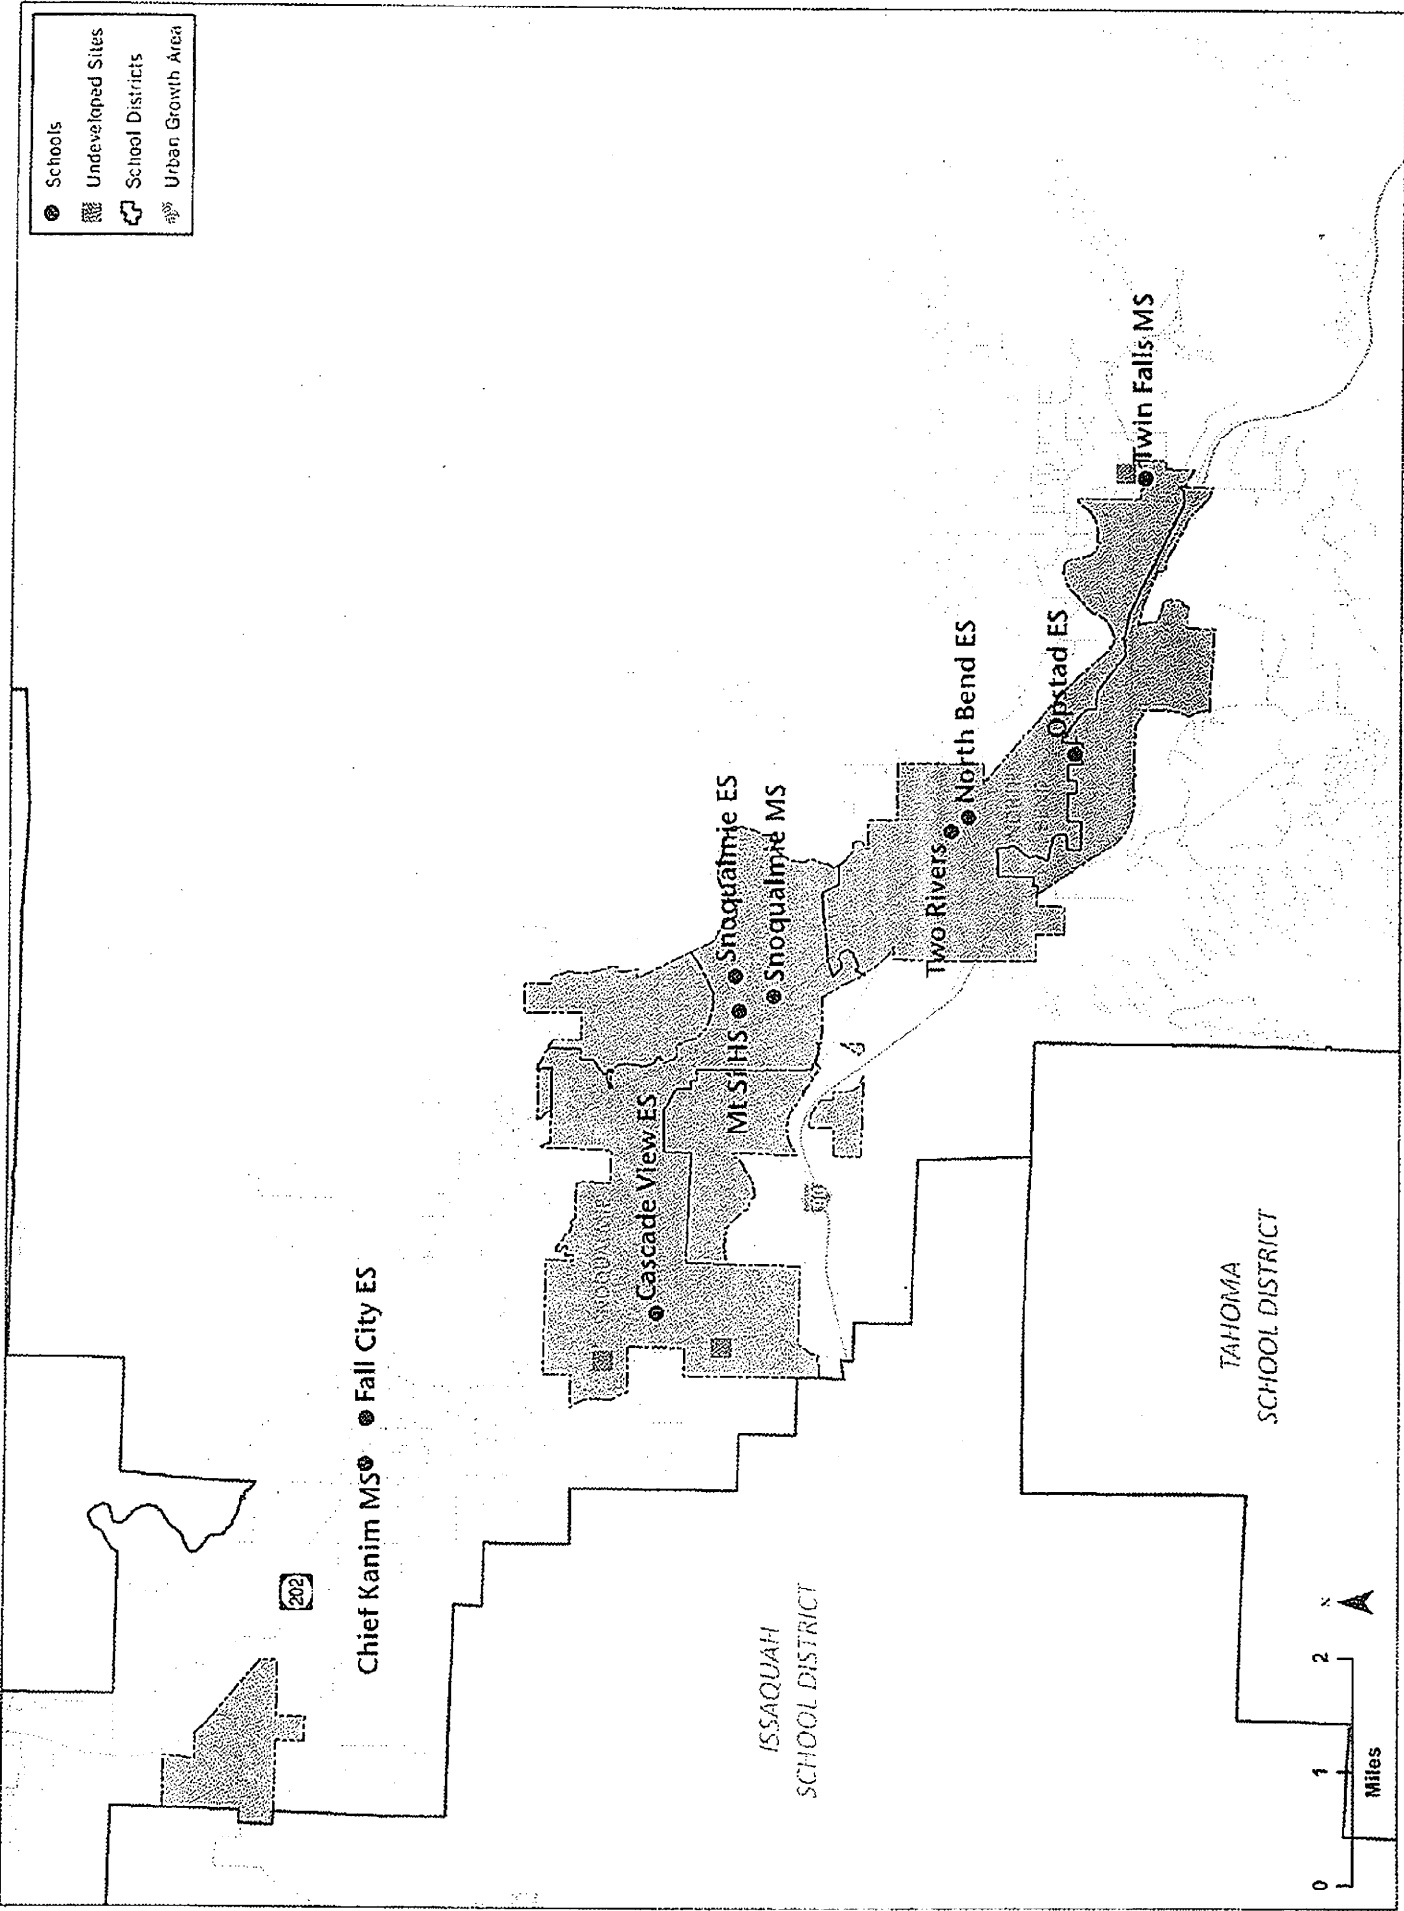 Schools
Undeveloped Sites
School Districts
Urban Growth Area
202
Chief Kanim MS
Fall City ES
Cascade View ES
Mt Si HS
Snoqualmie ES
Snoqualmie MS
Two Rivers
North Bend ES
Opstad ES
Twin Falls MS
ISSAQUAH
SCHOOL DISTRICT
TAHOMA
SCHOOL DISTRICT
N
0 1 2
Miles